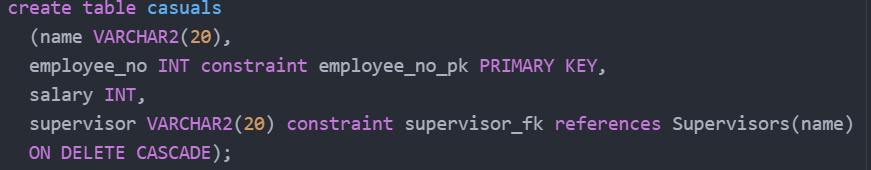 create table casuals
(name VARCHAR2(20),
employee_no INT constraint employee_no_pk PRIMARY KEY,
salary INT,
supervisor VARCHAR2(20) constraint supervisor_fk references Supervisors(name)
ON DELETE CASCADE);